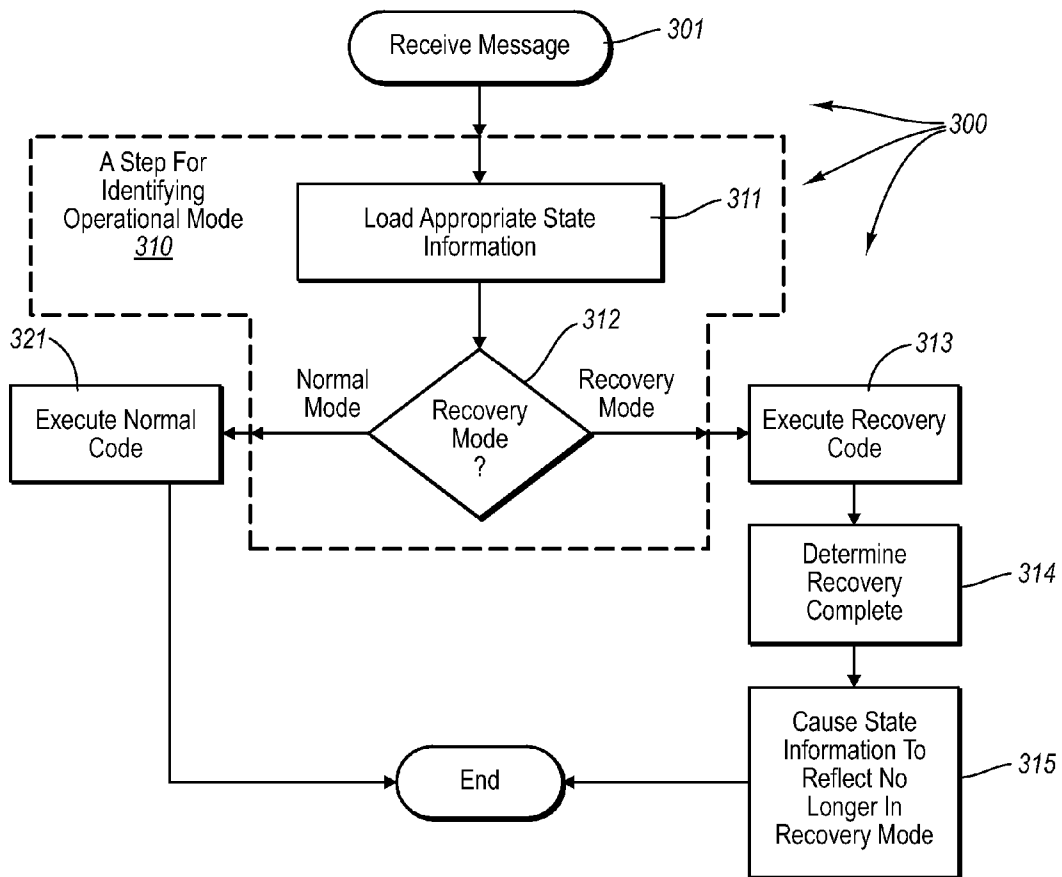 Receive Message
301
300
A Step For
Identifying
Operational Mode
310
Load Appropriate State
Information
311
312
Normal
Mode
Recovery
Mode
Recovery
Mode
?
321
Execute Normal
Code
313
Execute Recovery
Code
Determine
Recovery
Complete
314
Cause State
Information To
Reflect No
Longer In
Recovery Mode
315
End